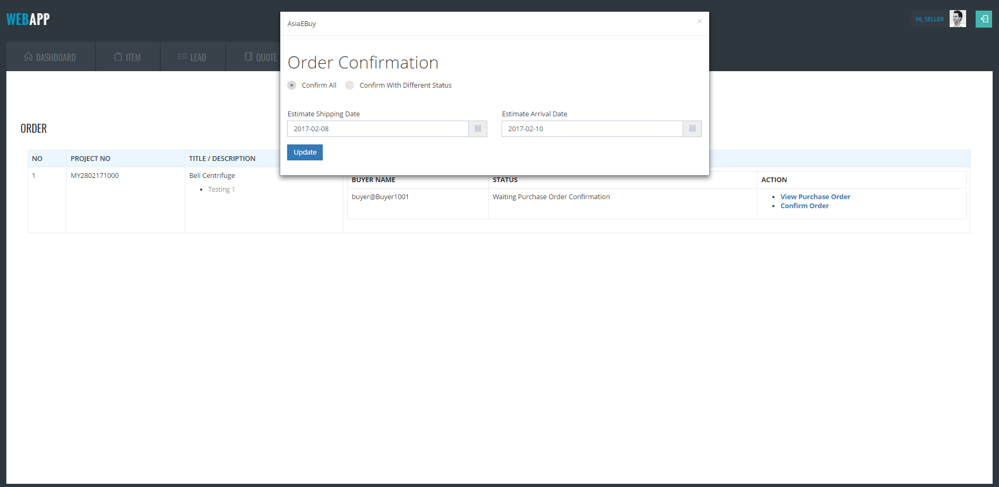 WEBAPP
HI, SELLER
DASHBOARD
ITEM
LEAD
QUOTE
AsiaEBuy
×
Order Confirmation
Confirm All
Confirm With Different Status
Estimate Shipping Date
Estimate Arrival Date
2017-02-08
2017-02-10
Update
ORDER
NO
PROJECT NO
TITLE / DESCRIPTION
1
MY2802171000
Beli Centrifuge
Testing 1
BUYER NAME
STATUS
ACTION
buyer@Buyer1001
Waiting Purchase Order Confirmation
View Purchase Order
Confirm Order